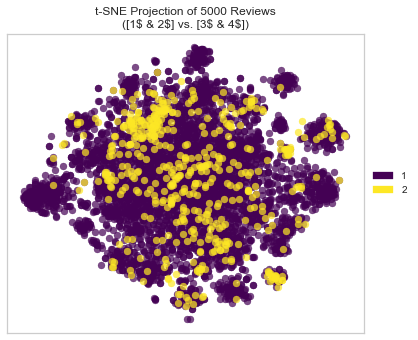 t-SNE Projection of 5000 Reviews
([1$ & 2$] vs. [3$ & 4$])
1
2